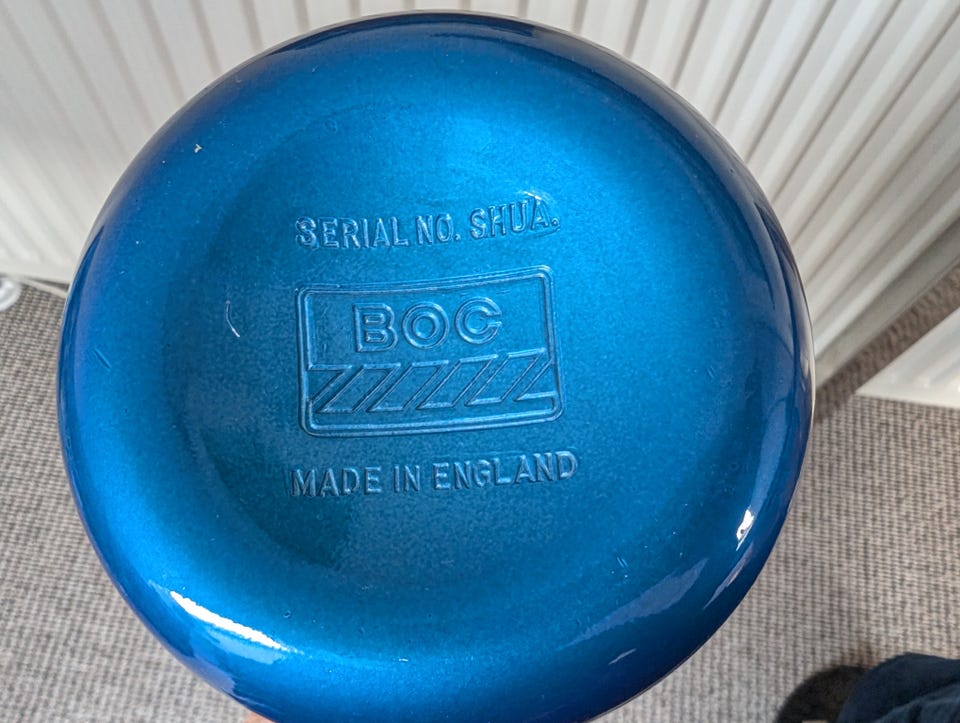 SERIAL NO. SHUA.
BOC
MADE IN ENGLAND